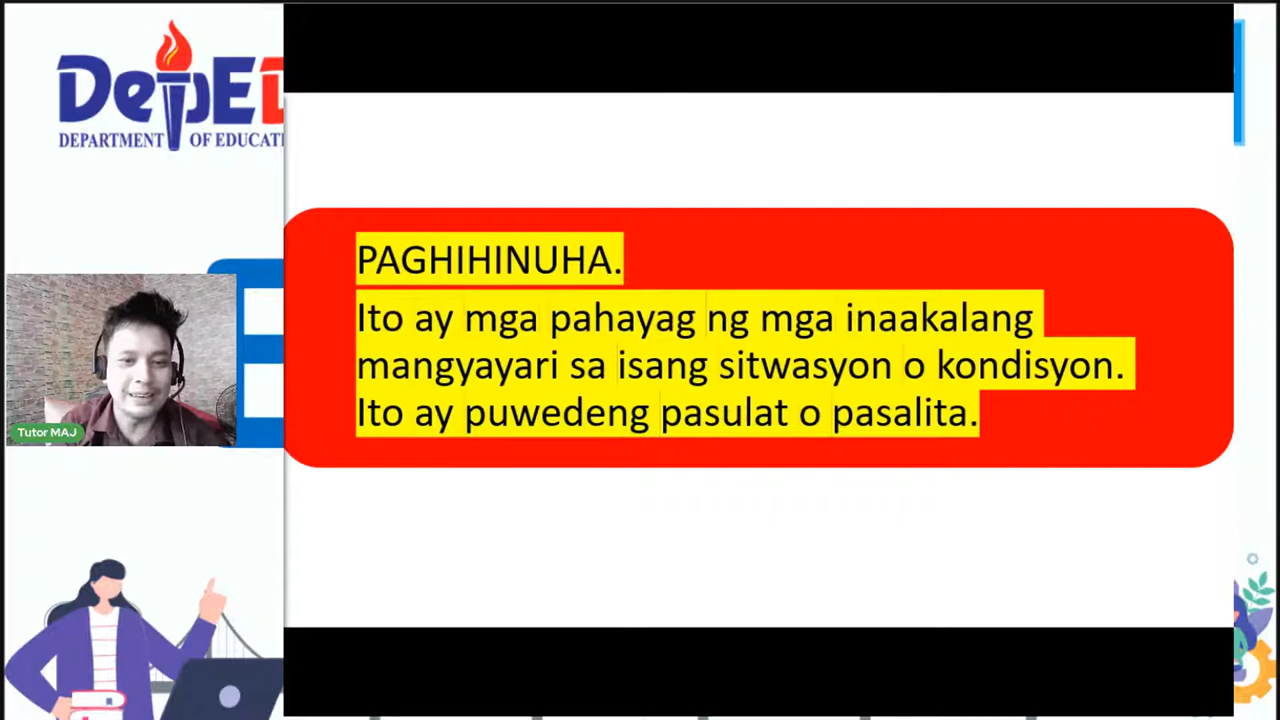 DepE
DEPARTMENT OF EDUCATI
PAGHIHINUHA.
Ito ay mga pahayag ng mga inaakalang
mangyayari sa isang sitwasyon o kondisyon.
Ito ay puwedeng pasulat o pasalita.
Tutor MAJ